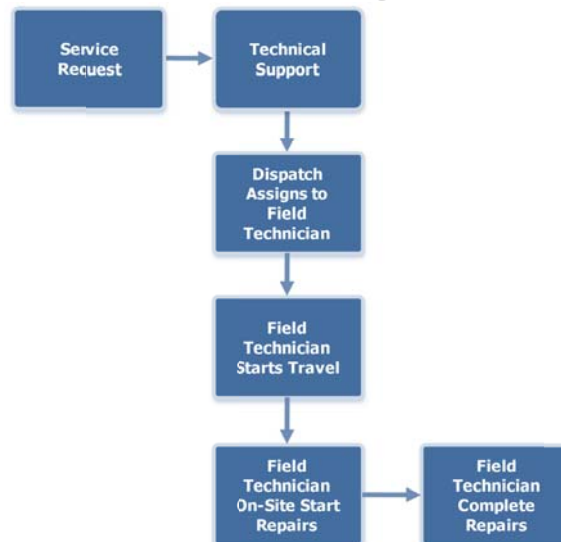 Service
Request
Technical
Support
Dispatch
Assigns to
Field
Technician
Field
Technician
Starts Travel
Field
Technician
On-Site Start
Repairs
Field
Technician
Complete
Repairs